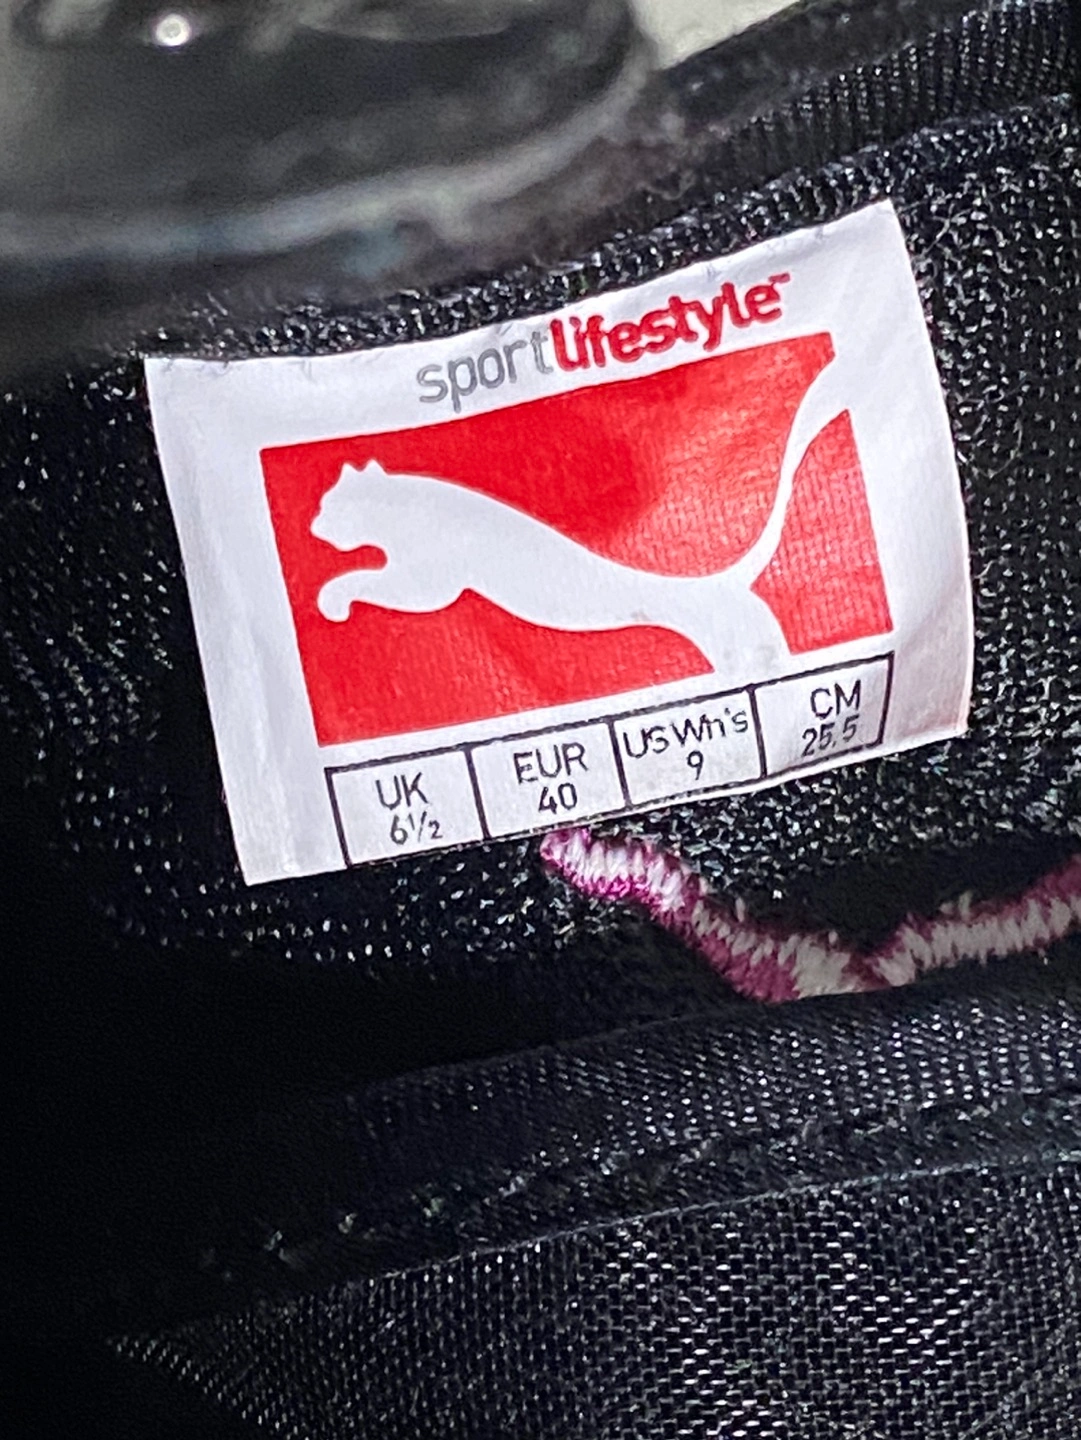 sportlifestyle™
UK EUR US Wn's CM
6½ 40 9 25.5